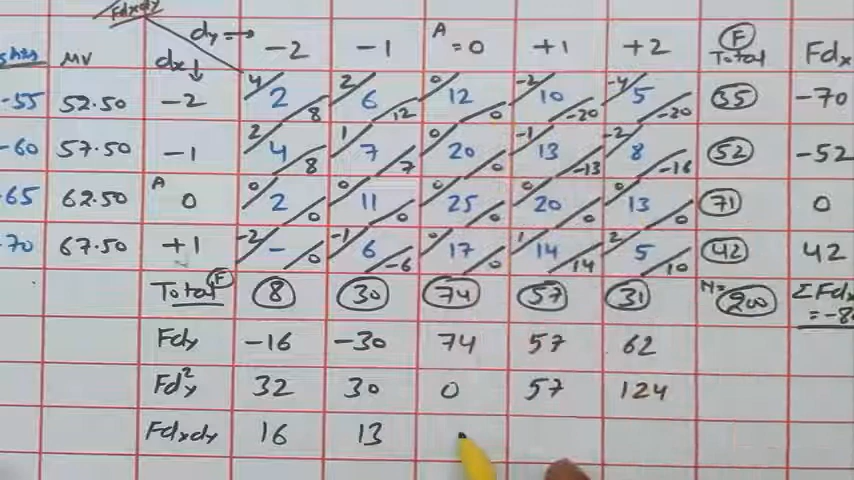 Fdxdy
dy → -2 -1 A = 0 +1 +2 F Total Fdx
MV dx ↓
-55 52.50 -2 4 2 8 2 6 12 0 12 0 -2 10 -20 -4 5 -20 35 -70
-60 57.50 -1 2 4 8 1 7 7 0 20 0 -1 13 -13 -2 8 -16 52 -52
-65 62.50 A 0 0 2 0 0 11 0 0 25 0 0 20 0 0 13 0 71 0
-70 67.50 +1 -2 - 0 -1 6 -6 0 17 0 1 14 14 2 5 10 42 42
Total F 8 30 74 57 31 N= 200 ΣFdx
= -8
Fdy -16 -30 74 57 62
Fd²y 32 30 0 57 124
Fdxdy 16 13